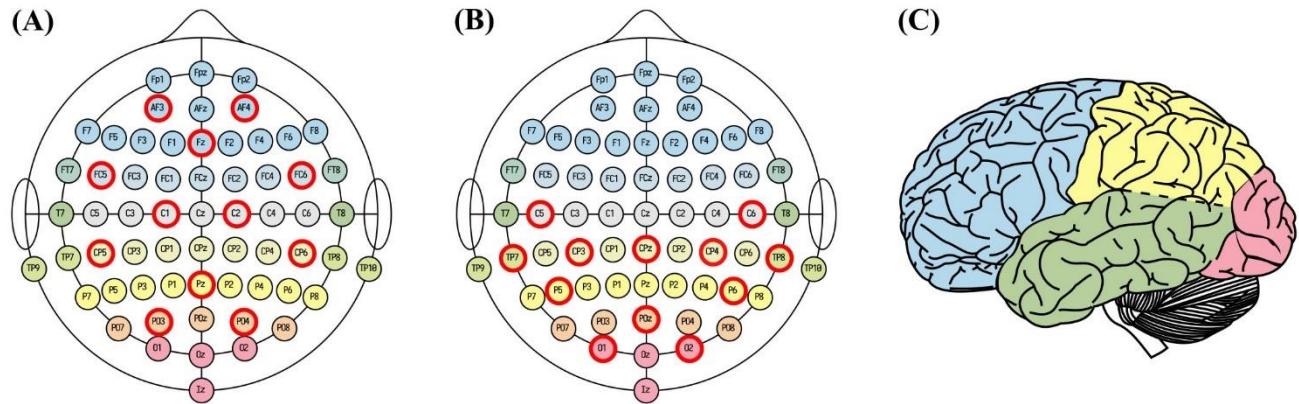 (A)
Fp1 Fpz Fp2
AF3 AFz AF4
F7 F5 F3 F1 Fz F2 F4 F6 F8
FT7 FC5 FC3 FC1 FCz FC2 FC4 FC6 FT8
T7 C5 C3 C1 Cz C2 C4 C6 T8
TP9 TP7 CP5 CP3 CP1 CPz CP2 CP4 CP6 TP8 TP10
P7 P5 P3 P1 Pz P2 P4 P6 P8
PO7 PO3 POz PO4 PO8
O1 Oz O2
Iz
(B)
Fp1 Fpz Fp2
AF3 AFz AF4
F7 F5 F3 F1 Fz F2 F4 F6 F8
FT7 FC5 FC3 FC1 FCz FC2 FC4 FC6 FT8
T7 C5 C3 C1 Cz C2 C4 C6 T8
TP9 TP7 CP5 CP3 CP1 CPz CP2 CP4 CP6 TP8 TP10
P7 P5 P3 P1 Pz P2 P4 P6 P8
PO7 PO3 POz PO4 PO8
O1 Oz O2
Iz
(C)